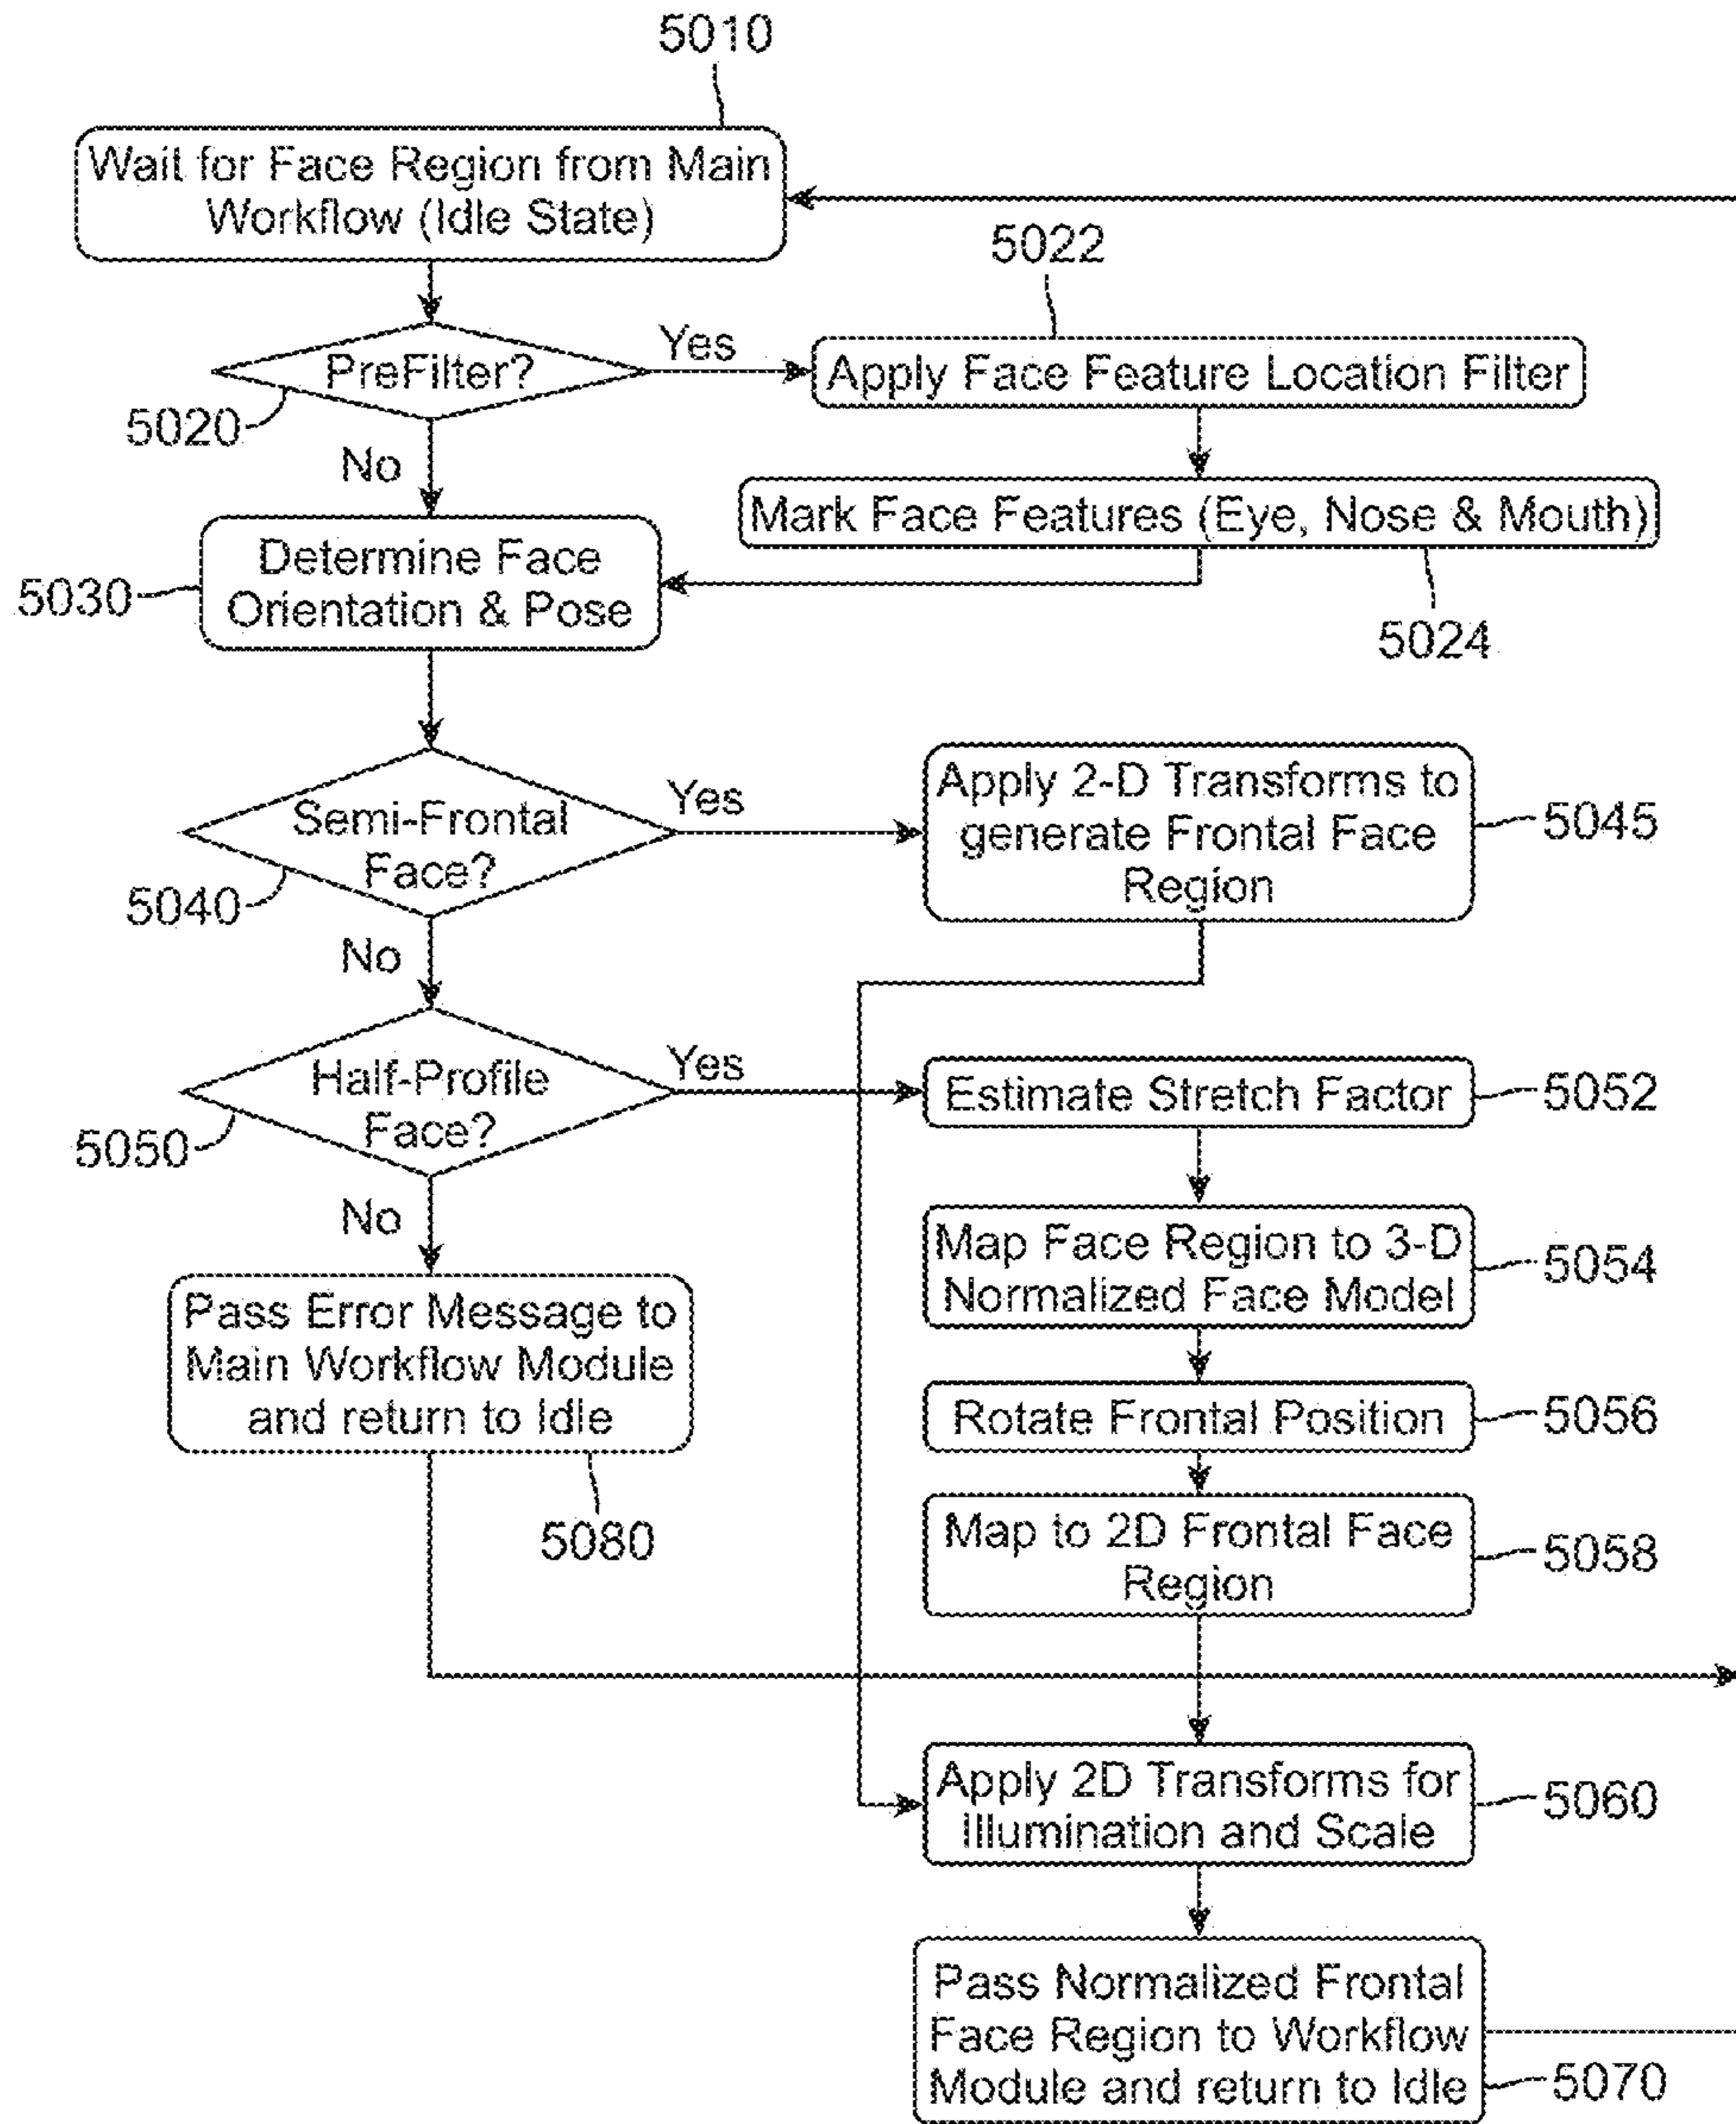 5010
Wait for Face Region from Main
Workflow (Idle State)
5022
PreFilter?
Yes
Apply Face Feature Location Filter
5020
No
Mark Face Features (Eye, Nose & Mouth)
Determine Face
Orientation & Pose
5030
5024
Semi-Frontal
Face?
Yes
Apply 2-D Transforms to
generate Frontal Face
Region
5045
5040
No
Half-Profile
Face?
Yes
Estimate Stretch Factor
5052
5050
No
Map Face Region to 3-D
Normalized Face Model
5054
Pass Error Message to
Main Workflow Module
and return to Idle
Rotate Frontal Position
5056
5080
Map to 2D Frontal Face
Region
5058
Apply 2D Transforms for
Illumination and Scale
5060
Pass Normalized Frontal
Face Region to Workflow
Module and return to Idle
5070